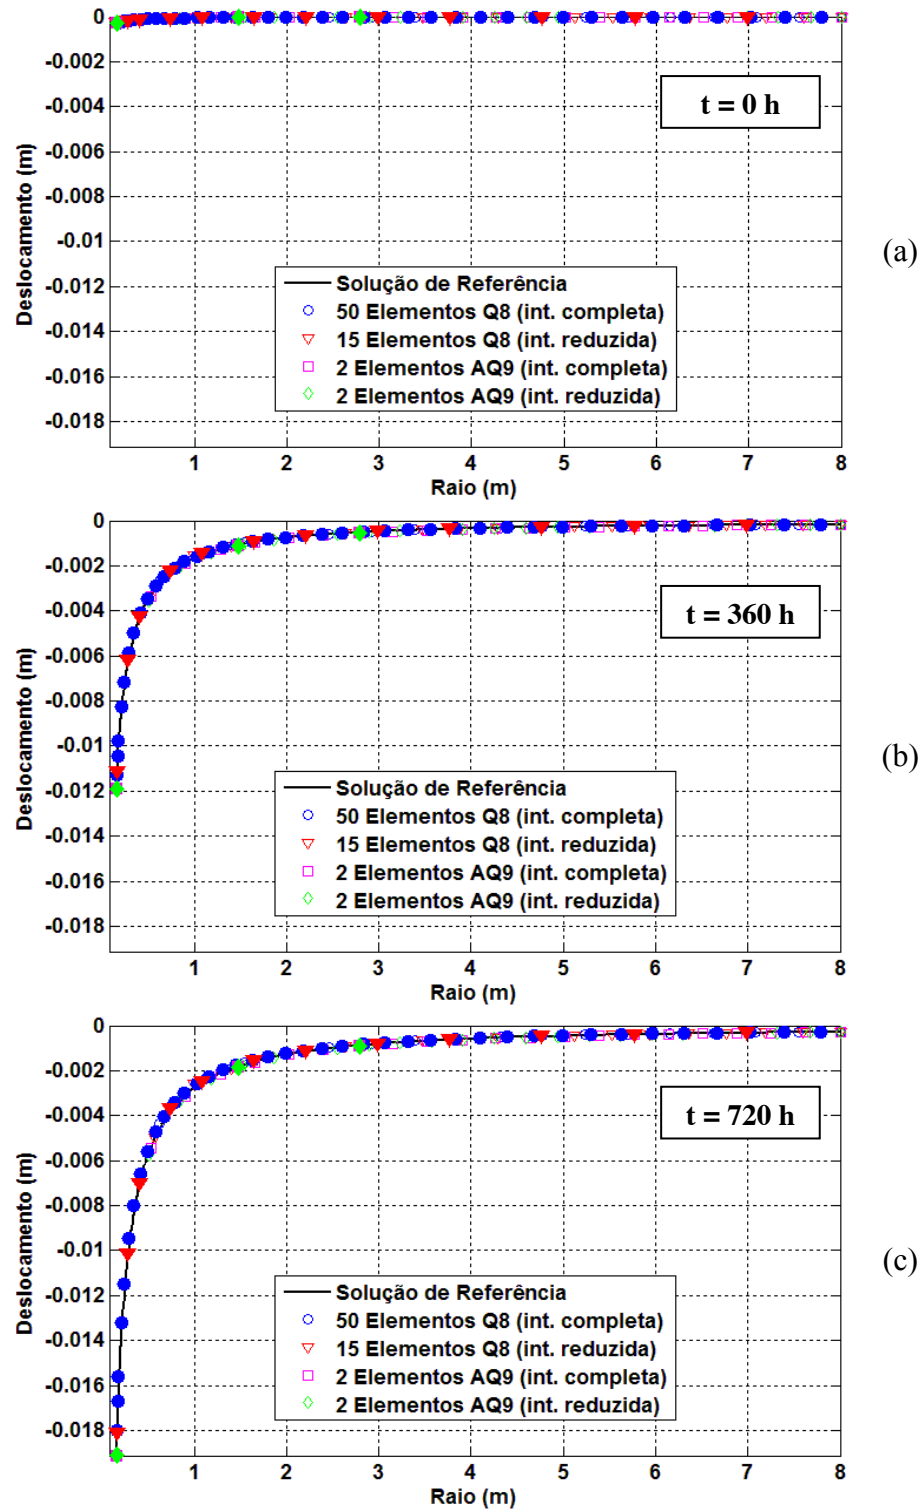 0
-0.002
-0.004
-0.006
-0.008
-0.01
-0.012
-0.014
-0.016
-0.018
Deslocamento (m)
t = 0 h
Solução de Referência
50 Elementos Q8 (int. completa)
15 Elementos Q8 (int. reduzida)
2 Elementos AQ9 (int. completa)
2 Elementos AQ9 (int. reduzida)
1 2 3 4 5 6 7 8
Raio (m)
(a)
0
-0.002
-0.004
-0.006
-0.008
-0.01
-0.012
-0.014
-0.016
-0.018
Deslocamento (m)
t = 360 h
Solução de Referência
50 Elementos Q8 (int. completa)
15 Elementos Q8 (int. reduzida)
2 Elementos AQ9 (int. completa)
2 Elementos AQ9 (int. reduzida)
1 2 3 4 5 6 7 8
Raio (m)
(b)
0
-0.002
-0.004
-0.006
-0.008
-0.01
-0.012
-0.014
-0.016
-0.018
Deslocamento (m)
t = 720 h
Solução de Referência
50 Elementos Q8 (int. completa)
15 Elementos Q8 (int. reduzida)
2 Elementos AQ9 (int. completa)
2 Elementos AQ9 (int. reduzida)
1 2 3 4 5 6 7 8
Raio (m)
(c)